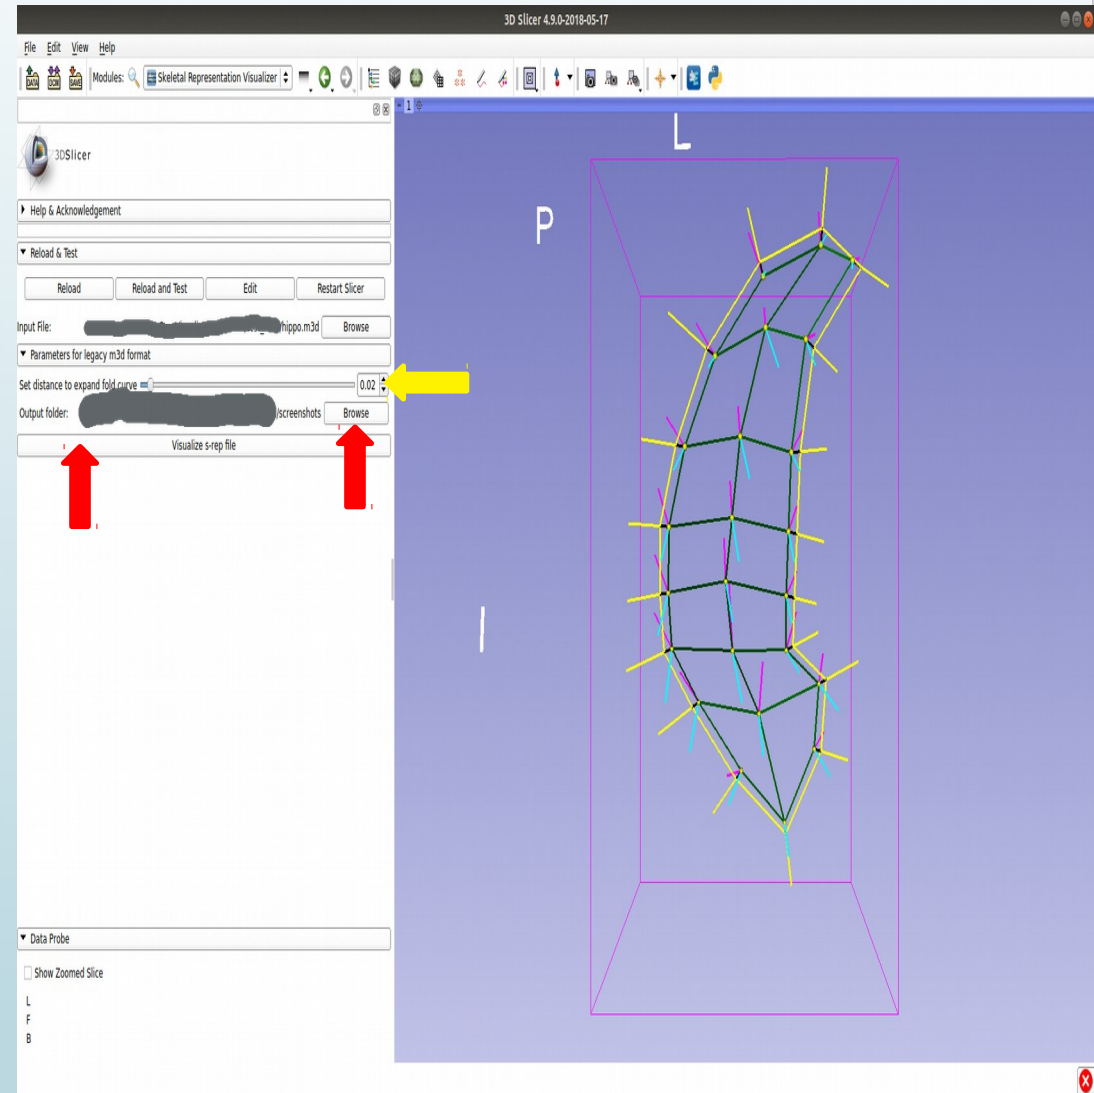 3D Slicer 4.9.0-2018-05-17
File Edit View Help
DATA DCM SAVE Modules: Skeletal Representation Visualizer
1
3DSlicer
Help & Acknowledgement
Reload & Test
Reload Reload and Test Edit Restart Slicer
Input File: hippo.m3d Browse
Parameters for legacy m3d format
Set distance to expand fold curve 0.02
Output folder: /screenshots Browse
Visualize s-rep file
L
P
I
Data Probe
Show Zoomed Slice
L
F
B